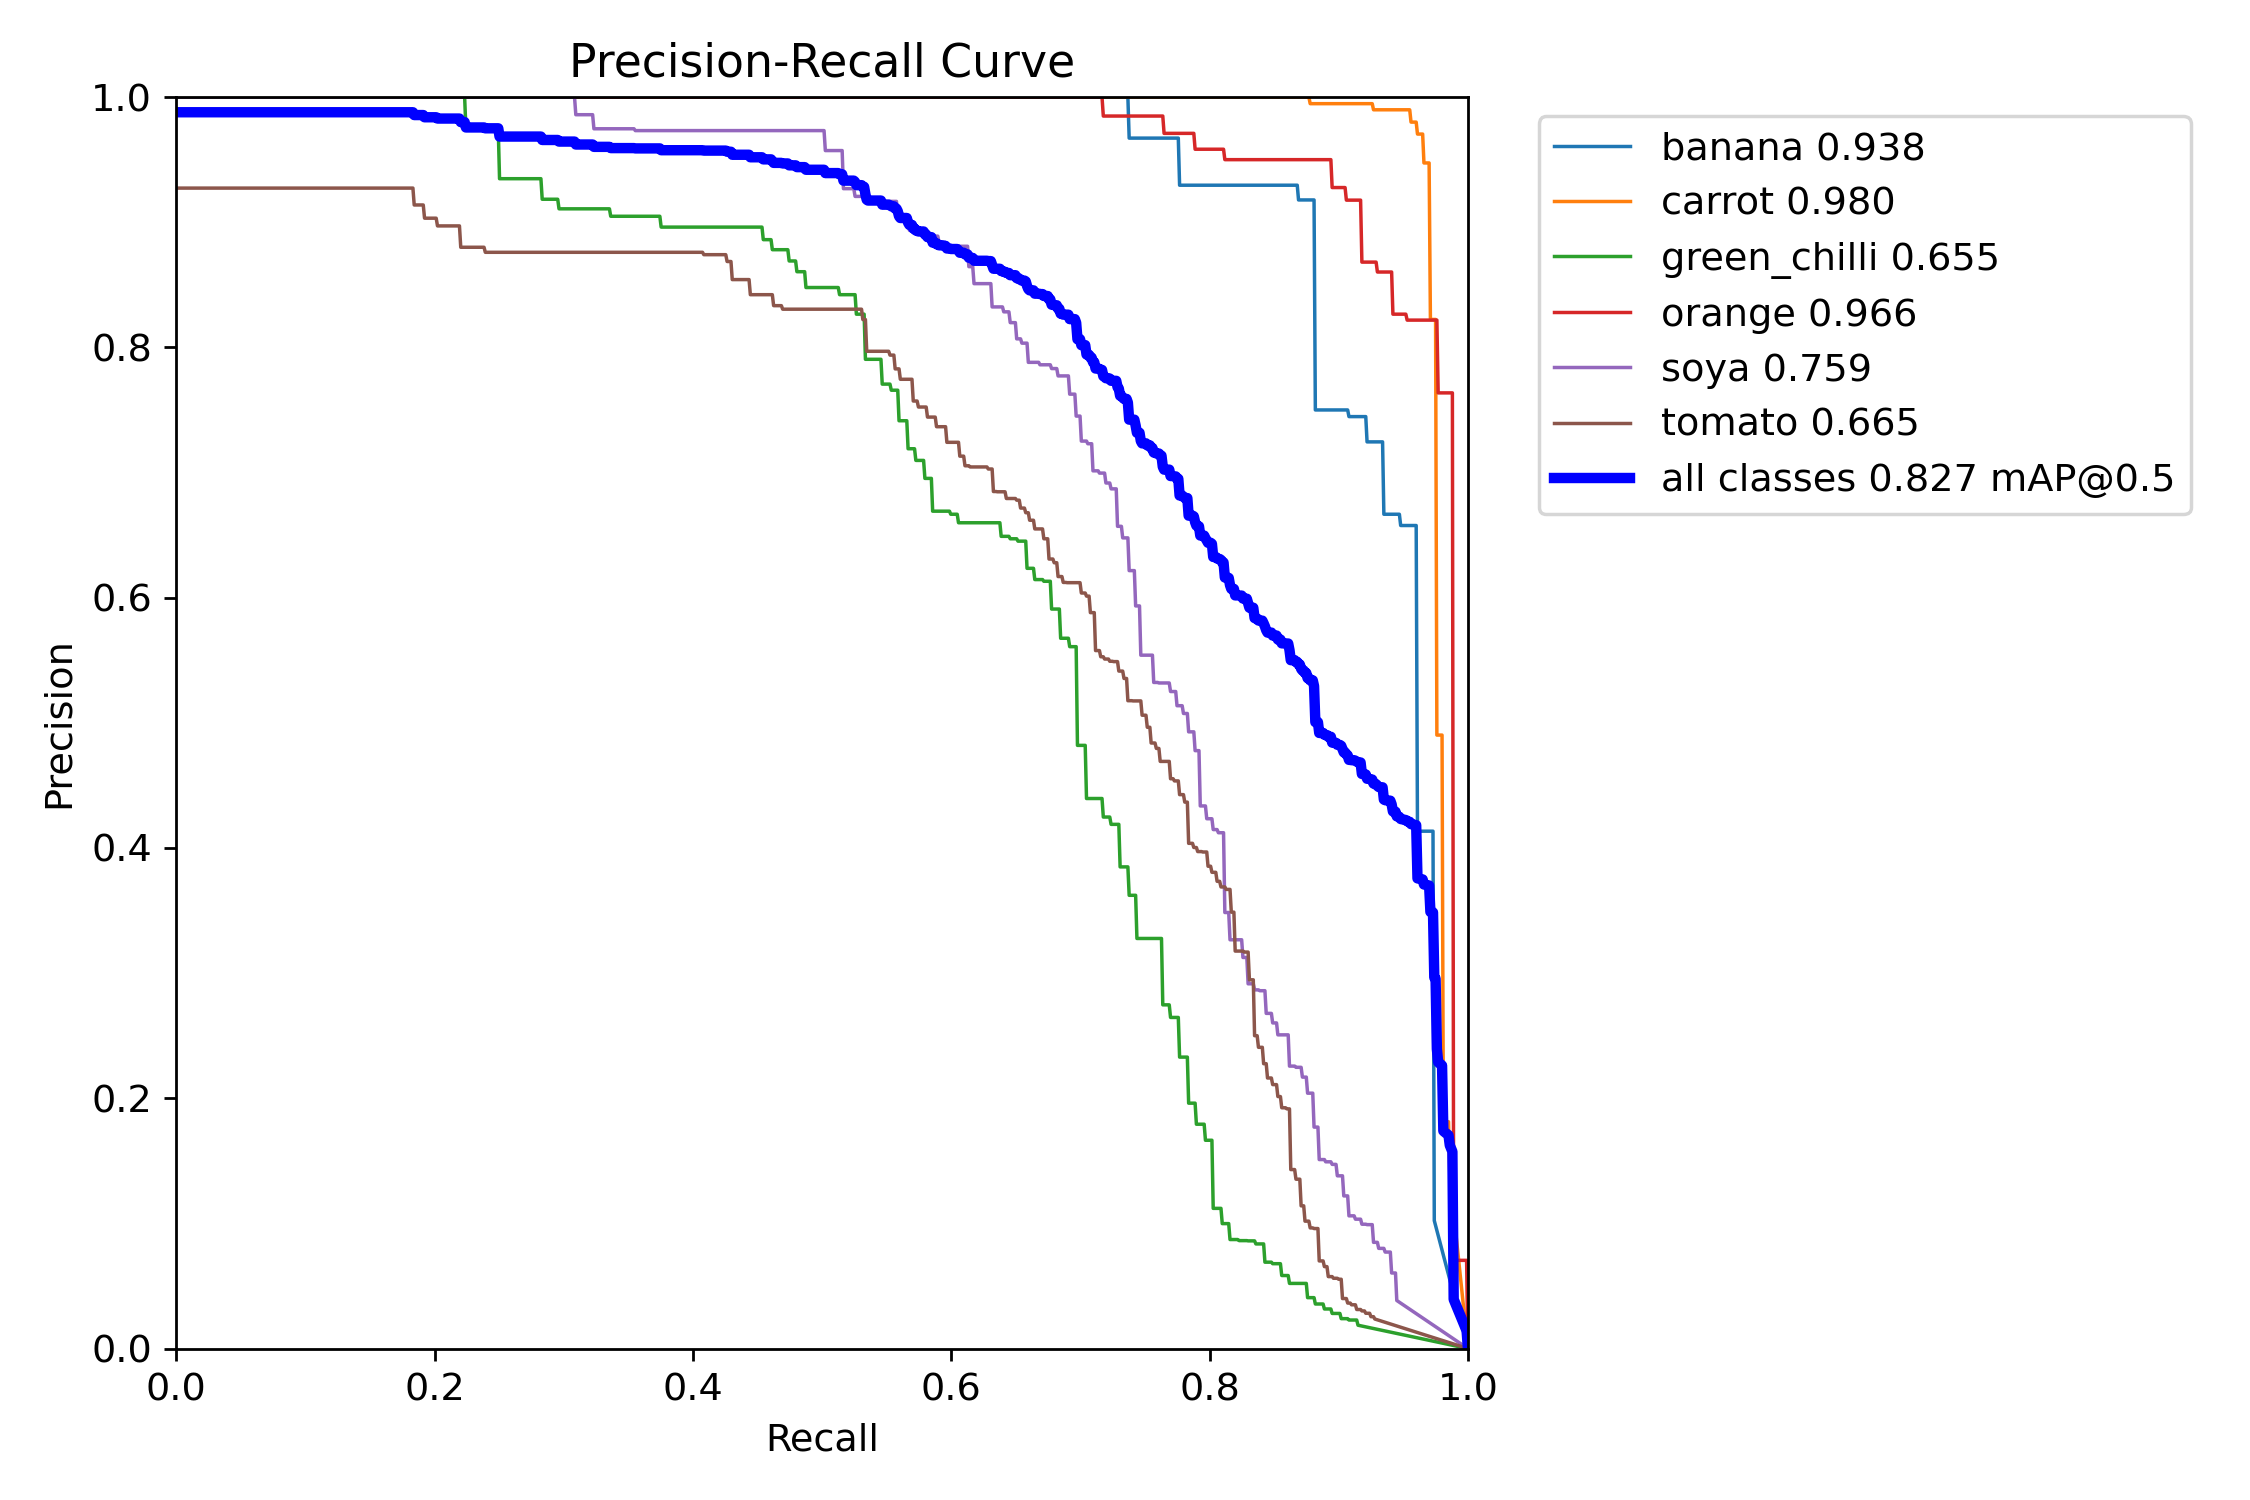 Precision-Recall Curve
1.0
0.8
0.6
0.4
0.2
0.0
Precision
0.0 0.2 0.4 0.6 0.8 1.0
Recall
banana 0.938
carrot 0.980
green_chilli 0.655
orange 0.966
soya 0.759
tomato 0.665
all classes 0.827 mAP@0.5